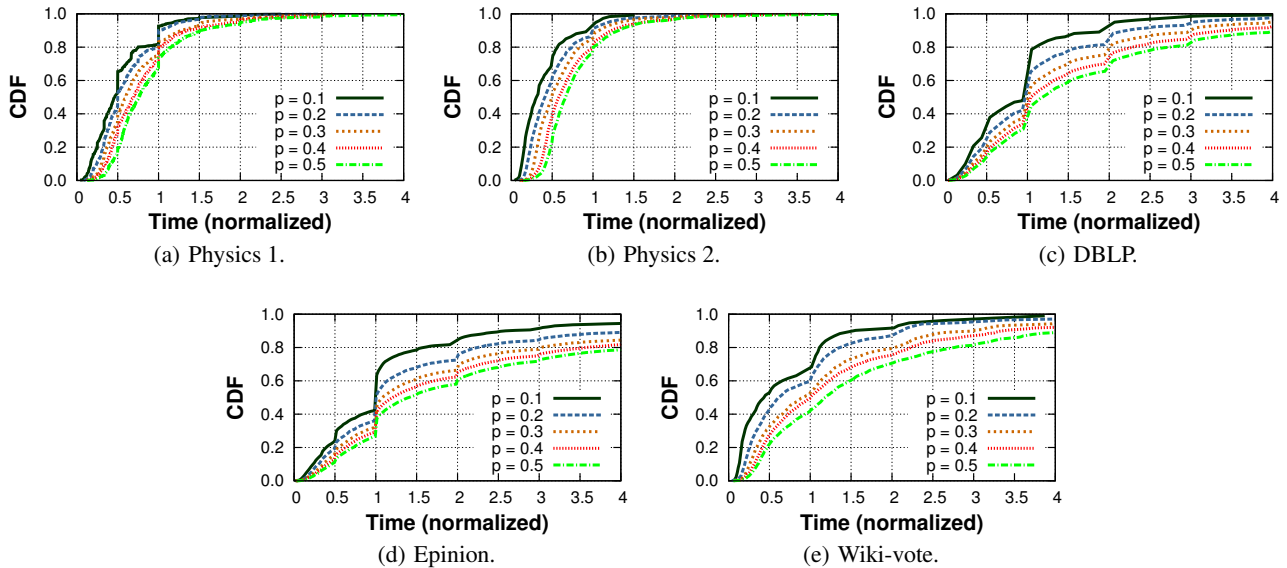 1.0
0.8
0.6
0.4
0.2
0.0
CDF
p = 0.1
p = 0.2
p = 0.3
p = 0.4
p = 0.5
0 0.5 1 1.5 2 2.5 3 3.5 4
Time (normalized)
(a) Physics 1.
1.0
0.8
0.6
0.4
0.2
0.0
CDF
p = 0.1
p = 0.2
p = 0.3
p = 0.4
p = 0.5
0 0.5 1 1.5 2 2.5 3 3.5 4
Time (normalized)
(b) Physics 2.
1.0
0.8
0.6
0.4
0.2
0.0
CDF
p = 0.1
p = 0.2
p = 0.3
p = 0.4
p = 0.5
0 0.5 1 1.5 2 2.5 3 3.5 4
Time (normalized)
(c) DBLP.
1.0
0.8
0.6
0.4
0.2
0.0
CDF
p = 0.1
p = 0.2
p = 0.3
p = 0.4
p = 0.5
0 0.5 1 1.5 2 2.5 3 3.5 4
Time (normalized)
(d) Epinion.
1.0
0.8
0.6
0.4
0.2
0.0
CDF
p = 0.1
p = 0.2
p = 0.3
p = 0.4
p = 0.5
0 0.5 1 1.5 2 2.5 3 3.5 4
Time (normalized)
(e) Wiki-vote.